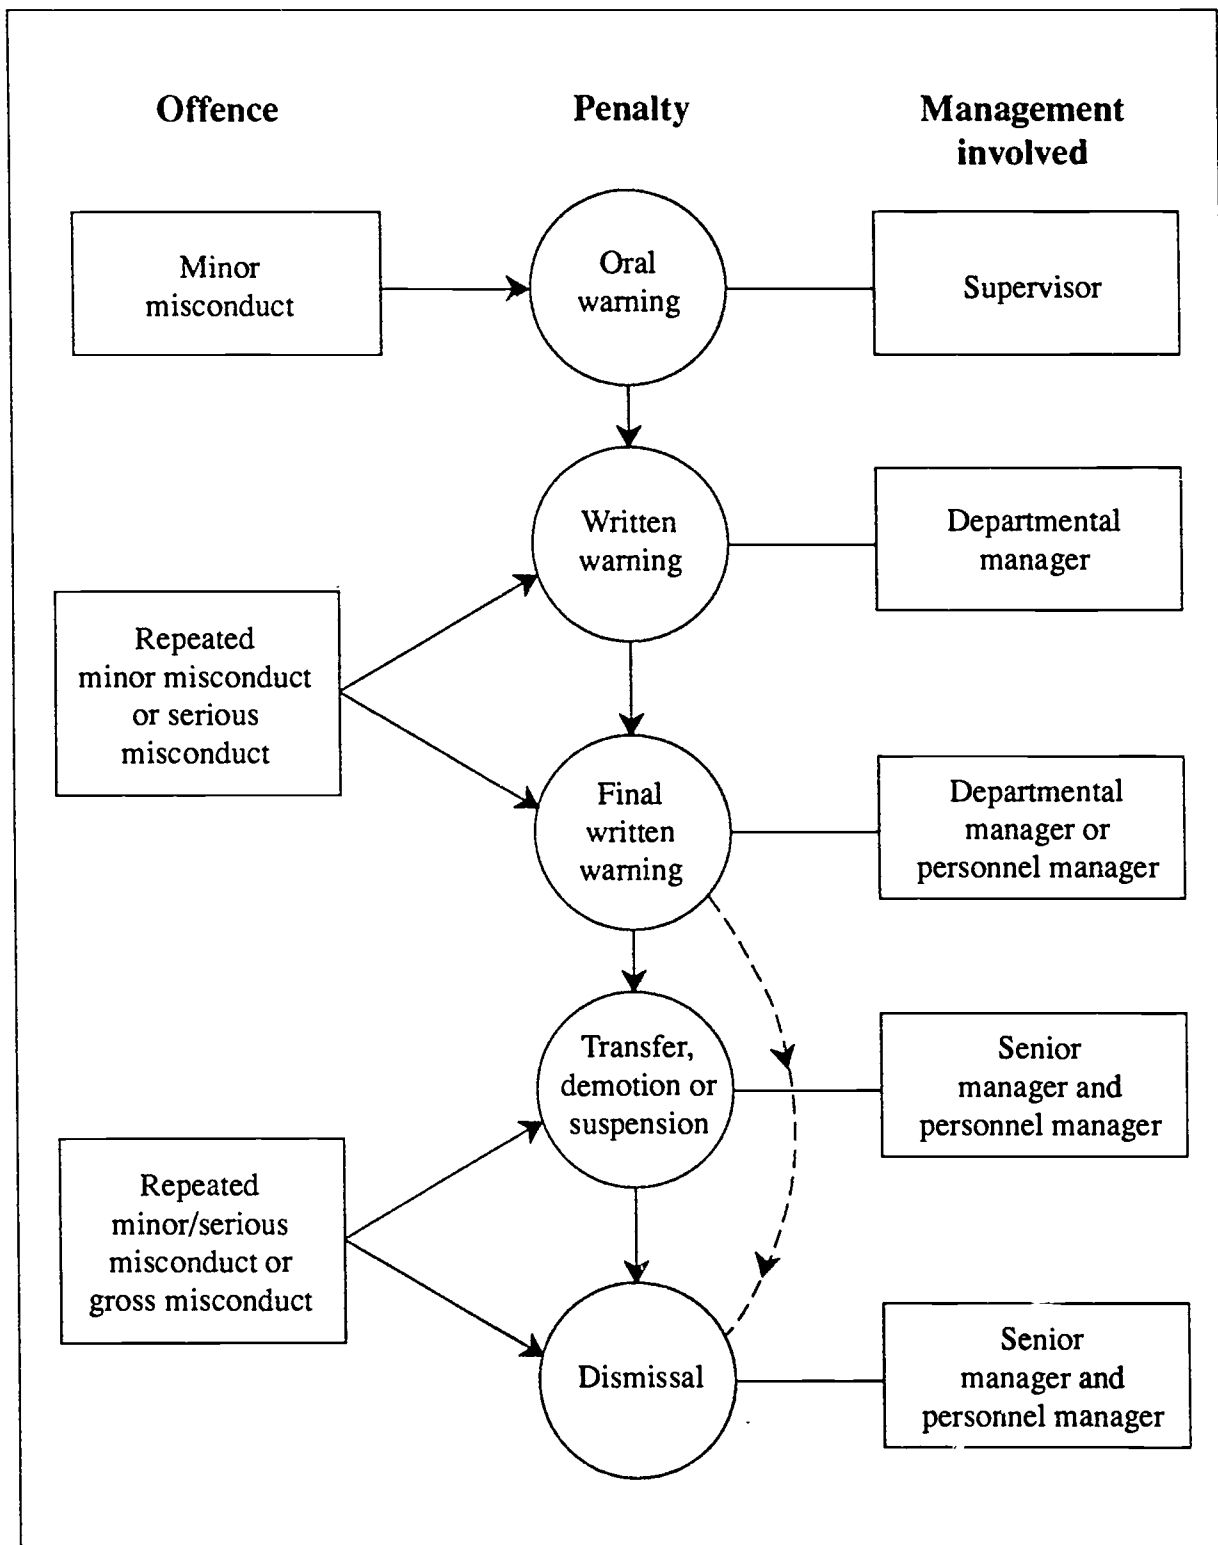 Offence
Penalty
Management
involved
Minor
misconduct
Oral
warning
Supervisor
Written
warning
Departmental
manager
Repeated
minor misconduct
or serious
misconduct
Final
written
warning
Departmental
manager or
personnel manager
Transfer,
demotion or
suspension
Senior
manager and
personnel manager
Repeated
minor/serious
misconduct or
gross misconduct
Dismissal
Senior
manager and
personnel manager